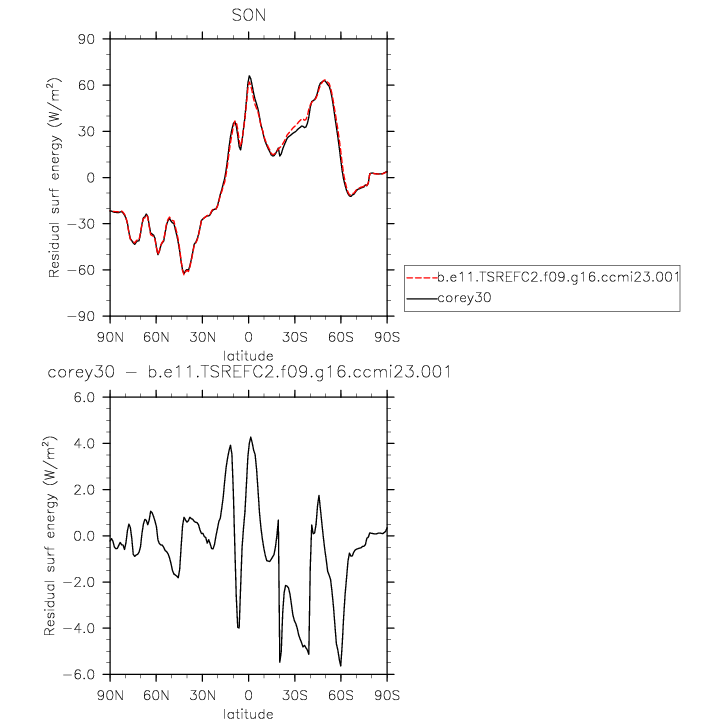 SON
90
60
30
0
−30
−60
−90
Residual surf energy (W/m²)
90N 60N 30N 0 30S 60S 90S
latitude
b.e11.TSREFC2.f09.g16.ccmi23.001
corey30
corey30 − b.e11.TSREFC2.f09.g16.ccmi23.001
6.0
4.0
2.0
0.0
−2.0
−4.0
−6.0
Residual surf energy (W/m²)
90N 60N 30N 0 30S 60S 90S
latitude